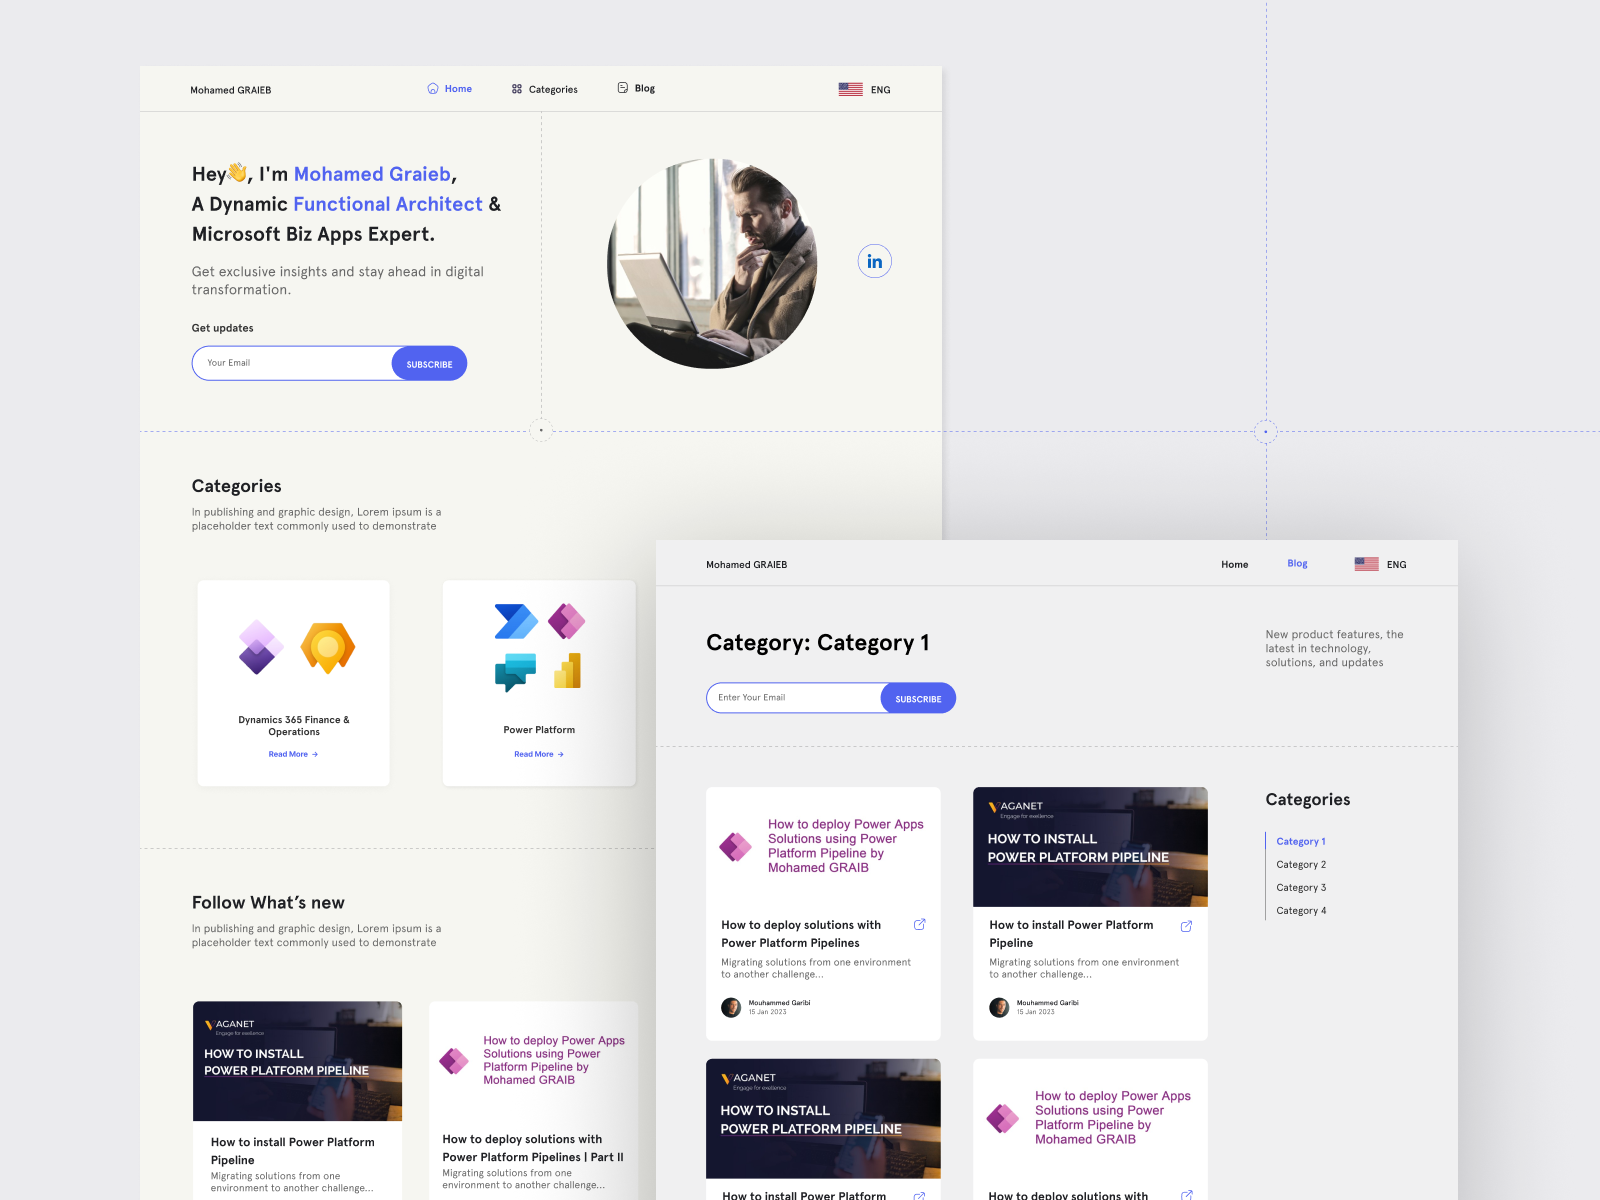 Mohamed GRAIEB
Home
Categories
Blog
ENG
Hey👋, I'm Mohamed Graieb,
A Dynamic Functional Architect &
Microsoft Biz Apps Expert.
Get exclusive insights and stay ahead in digital
transformation.
Get updates
Your Email
SUBSCRIBE
in
Categories
In publishing and graphic design, Lorem ipsum is a
placeholder text commonly used to demonstrate
Dynamics 365 Finance &
Operations
Read More →
Power Platform
Read More →
Follow What’s new
In publishing and graphic design, Lorem ipsum is a
placeholder text commonly used to demonstrate
VAGANET
Engage for exellence
HOW TO INSTALL
POWER PLATFORM PIPELINE
How to install Power Platform
Pipeline
Migrating solutions from one
environment to another challenge...
How to deploy Power Apps
Solutions using Power
Platform Pipeline by
Mohamed GRAIB
How to deploy solutions with
Power Platform Pipelines | Part II
Migrating solutions from one
environment to another challenge...
Mohamed GRAIEB
Home
Blog
ENG
Category: Category 1
New product features, the
latest in technology,
solutions, and updates
Enter Your Email
SUBSCRIBE
How to deploy Power Apps
Solutions using Power
Platform Pipeline by
Mohamed GRAIB
How to deploy solutions with
Power Platform Pipelines
Migrating solutions from one environment
to another challenge...
Mouhammed Garibi
15 Jan 2023
VAGANET
Engage for exellence
HOW TO INSTALL
POWER PLATFORM PIPELINE
How to install Power Platform
Pipeline
Migrating solutions from one environment
to another challenge...
Mouhammed Garibi
15 Jan 2023
Categories
Category 1
Category 2
Category 3
Category 4
VAGANET
Engage for exellence
HOW TO INSTALL
POWER PLATFORM PIPELINE
How to install Power Platform
How to deploy Power Apps
Solutions using Power
Platform Pipeline by
Mohamed GRAIB
How to deploy solutions with